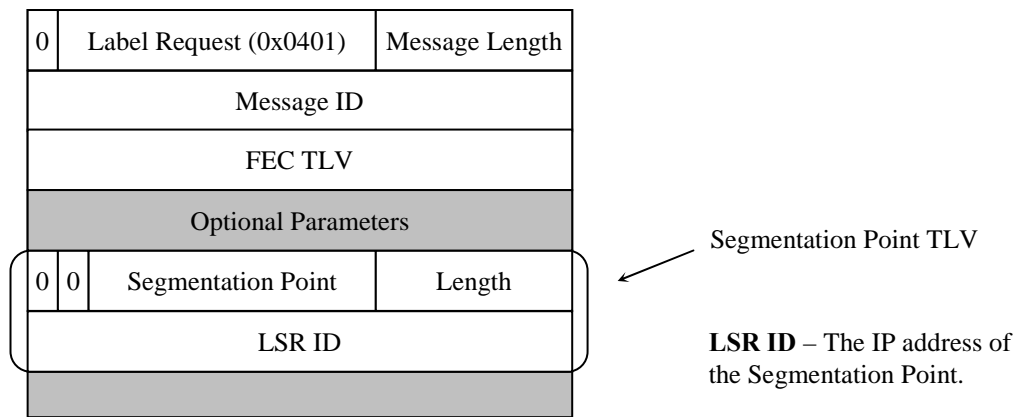 0 Label Request (0x0401) Message Length
Message ID
FEC TLV
Optional Parameters
Segmentation Point TLV
0 0 Segmentation Point Length
LSR ID
LSR ID – The IP address of
the Segmentation Point.